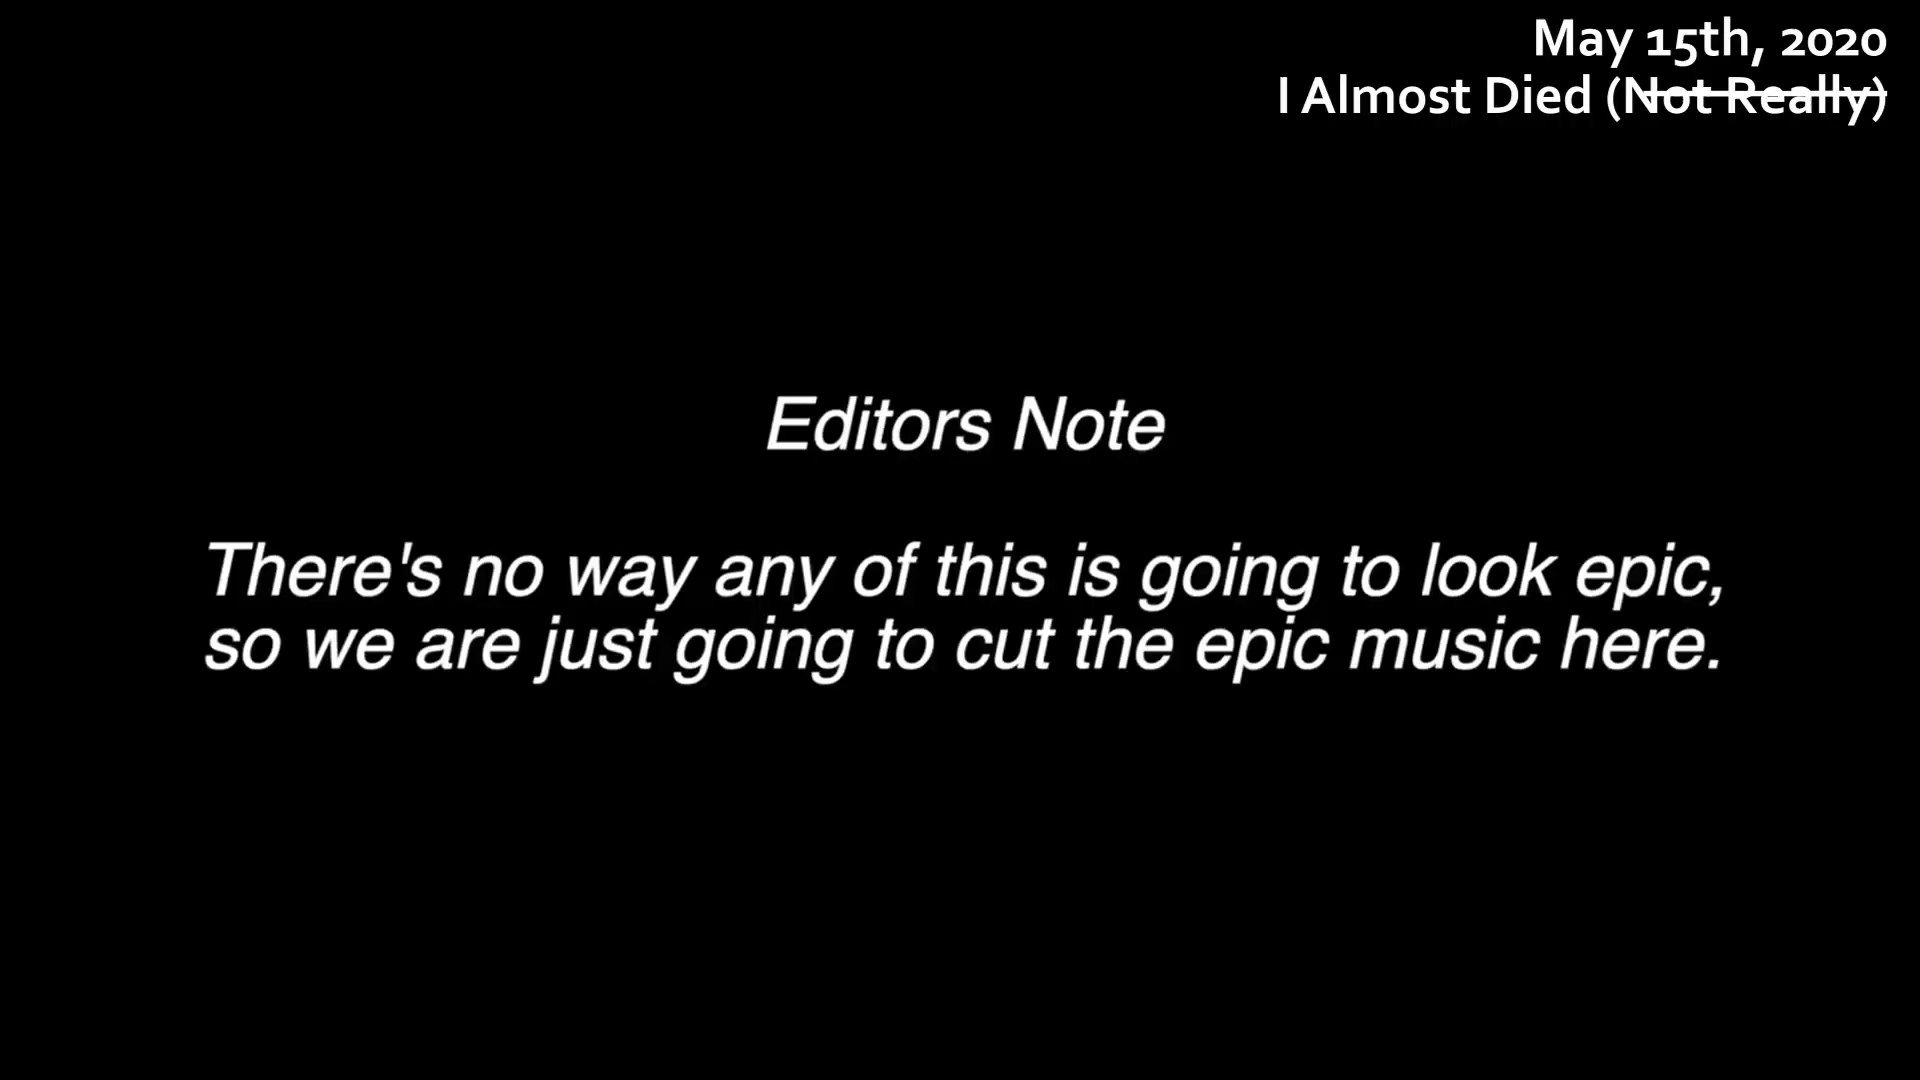 May 15th, 2020
I Almost Died (Not Really)
Editors Note
There's no way any of this is going to look epic,
so we are just going to cut the epic music here.